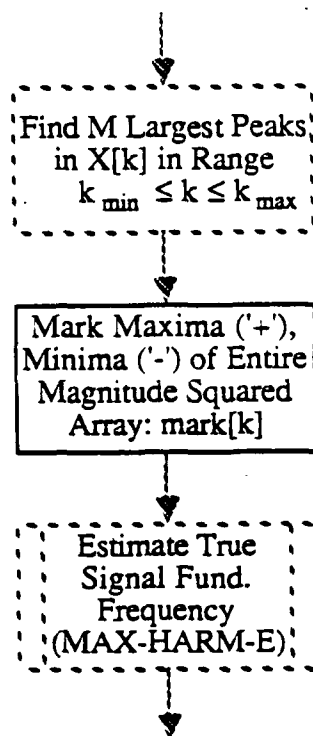 Find M Largest Peaks
in X[k] in Range
k min ≤ k ≤ k max
Mark Maxima ('+'),
Minima ('-') of Entire
Magnitude Squared
Array: mark[k]
Estimate True
Signal Fund.
Frequency
(MAX-HARM-E)